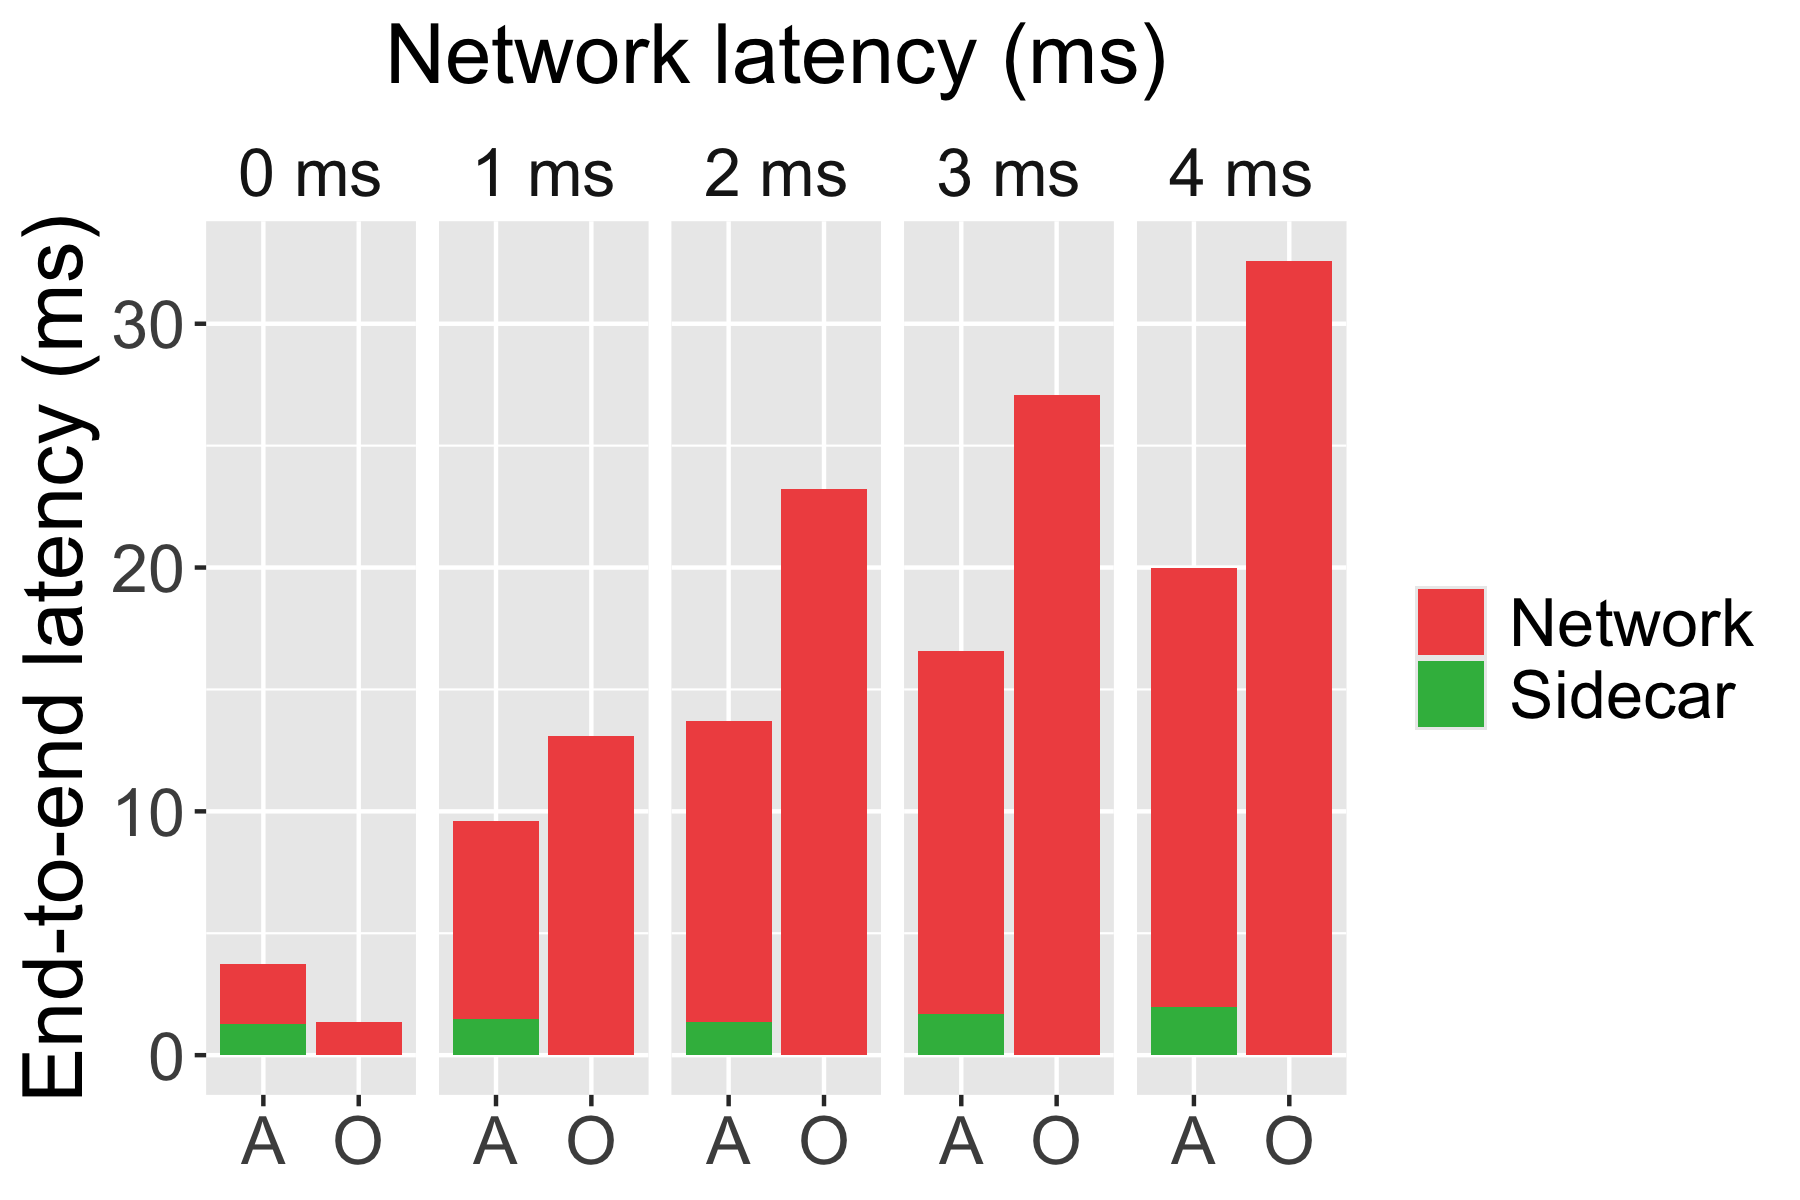 Network latency (ms)
0 ms 1 ms 2 ms 3 ms 4 ms
End-to-end latency (ms)
30
20
10
0
A O A O A O A O A O
Network
Sidecar